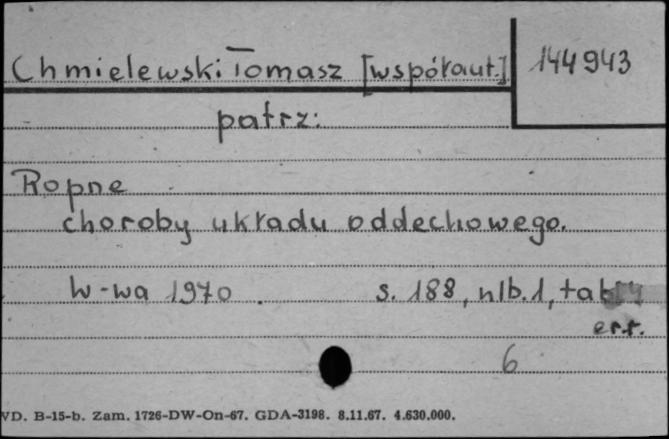 Chmielewski Tomasz [współaut.] 144943
patrz:
Ropne
choroby układu oddechowego.
W-wa 1970. s. 188, nlb. 1, tabl.
err.
6
VD. B-15-b. Zam. 1726-DW-On-67. GDA-3198. 8.11.67. 4.630.000.